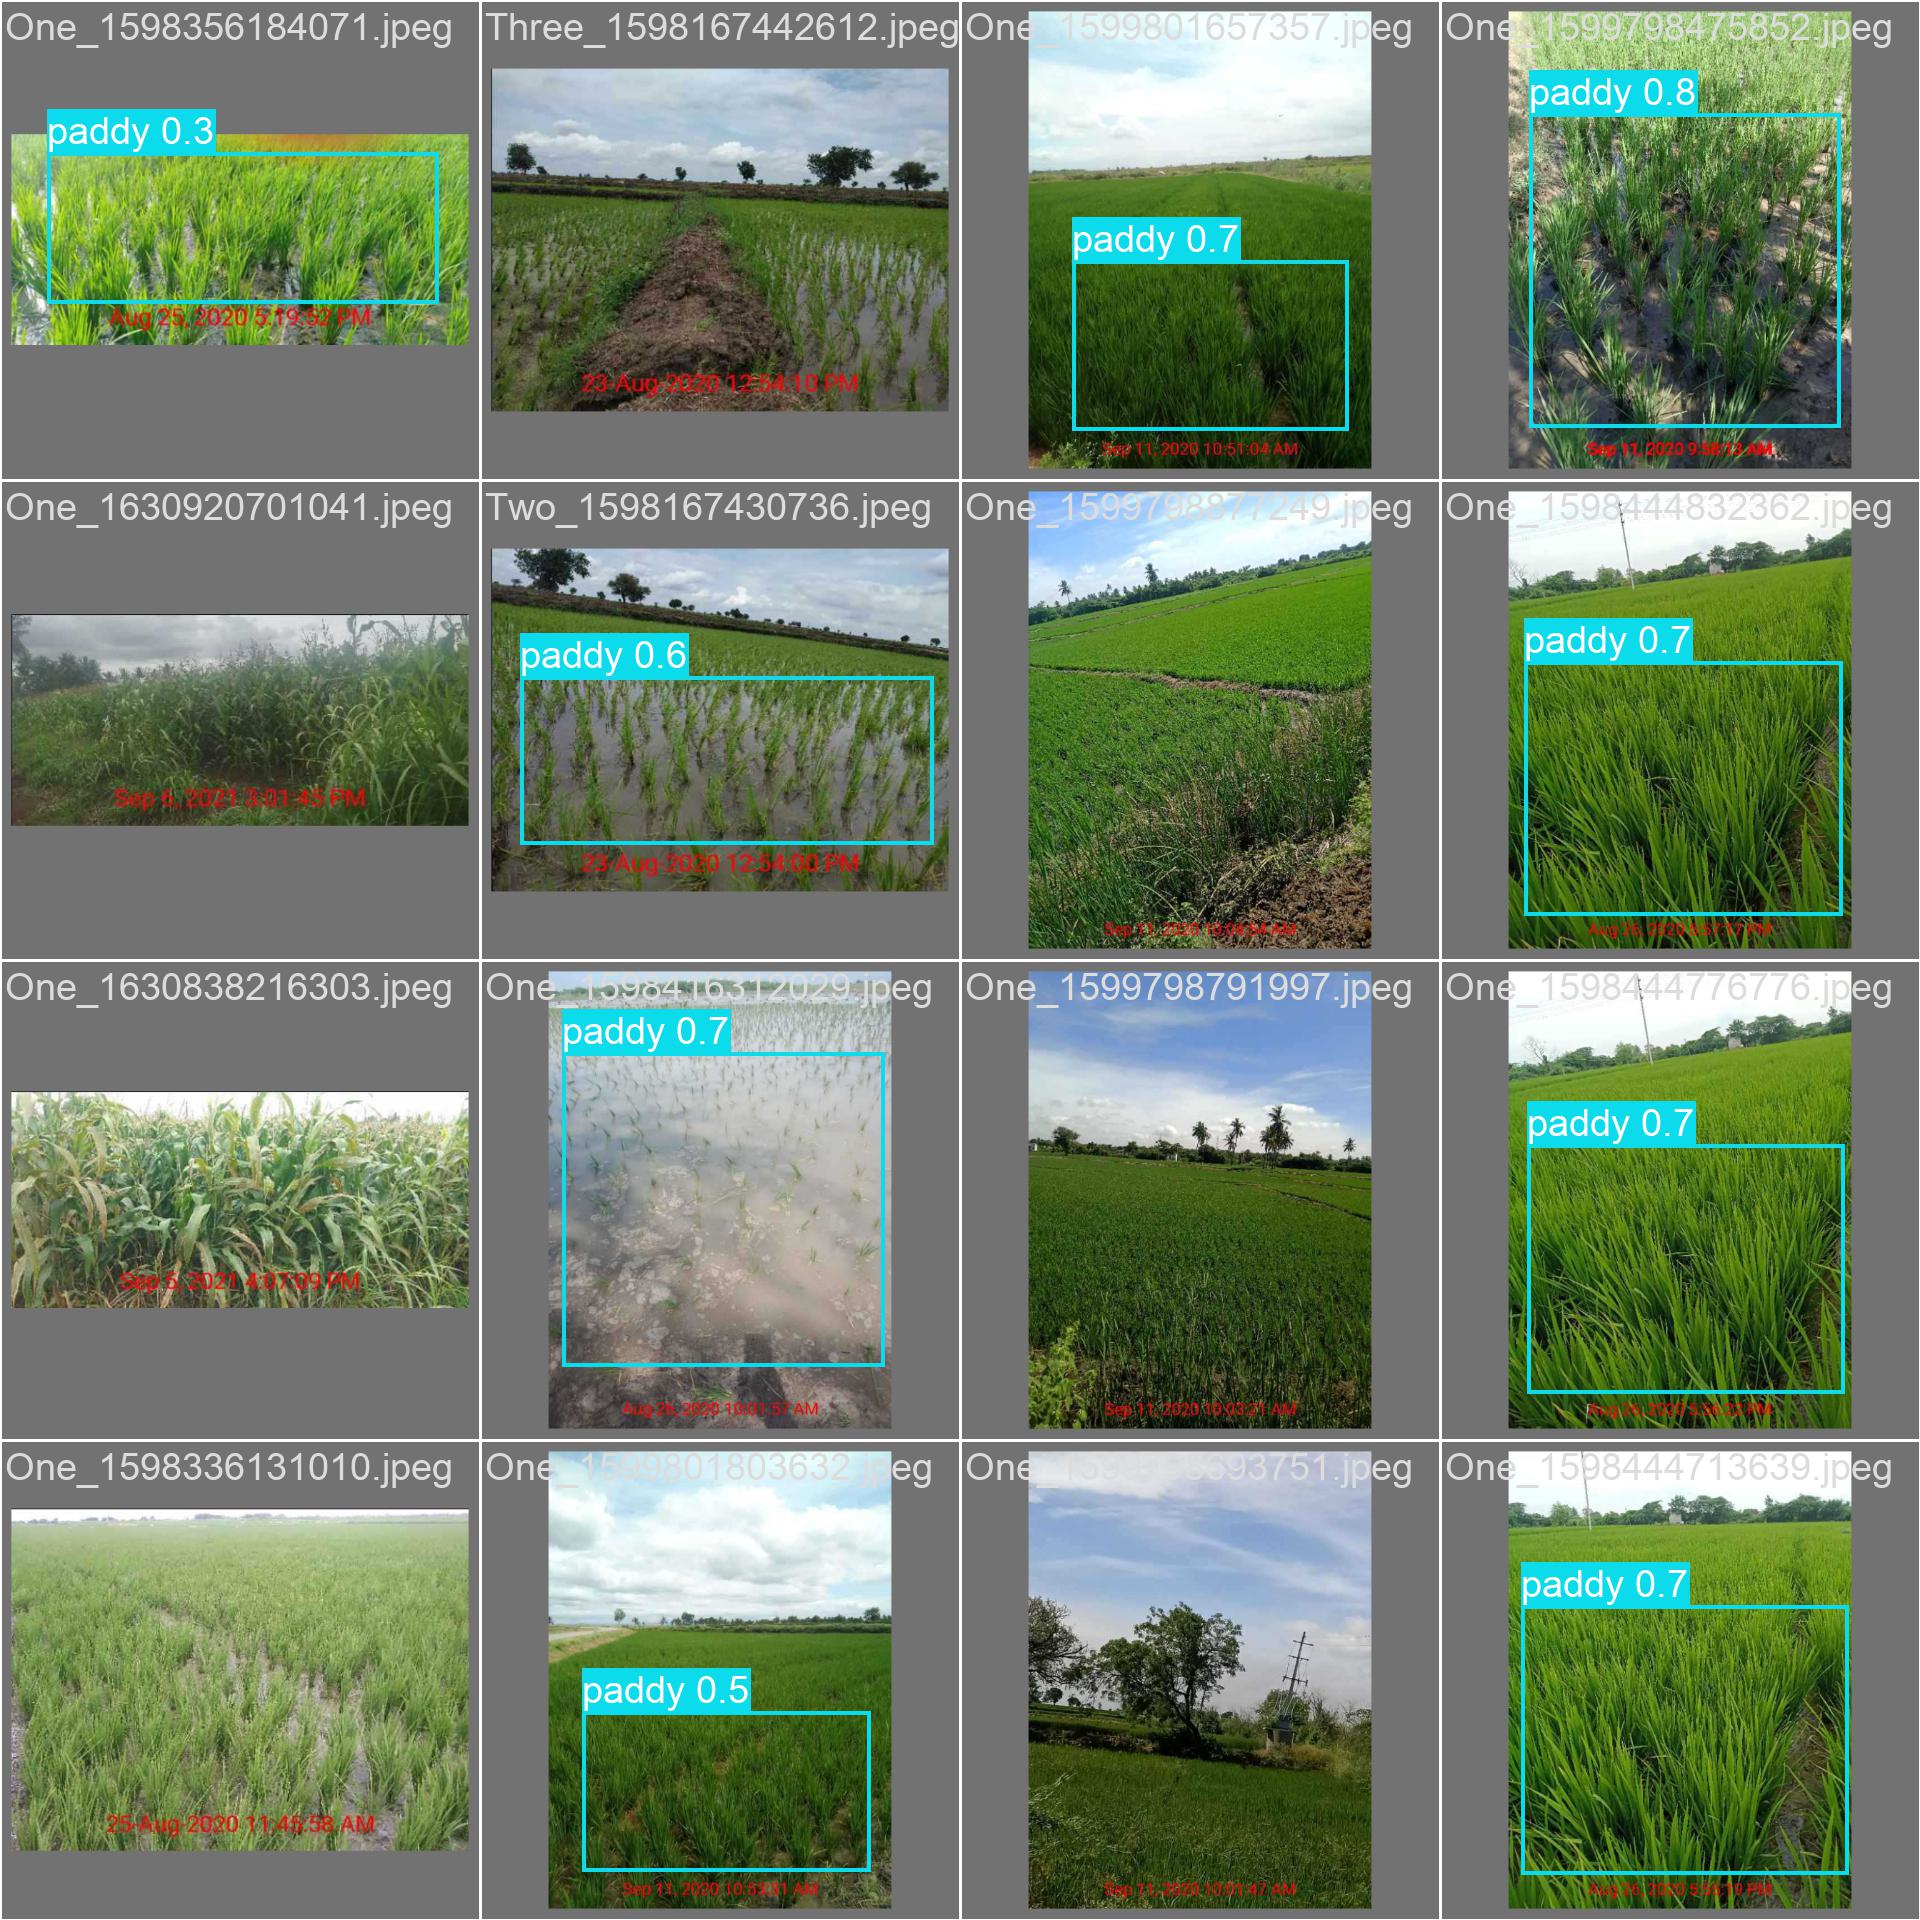 One_1598356184071.jpeg
paddy 0.3
Aug 25, 2020 5:19:52 PM
Three_1598167442612.jpeg
23-Aug-2020 12:54:10 PM
One_1599801657357.jpeg
paddy 0.7
Sep 11, 2020 10:51:04 AM
One_1599798475852.jpeg
paddy 0.8
Sep 11, 2020 9:58:13 AM
One_1630920701041.jpeg
Sep 6, 2021 3:01:45 PM
Two_1598167430736.jpeg
paddy 0.6
23-Aug-2020 12:54:00 PM
One_1599798877249.jpeg
Sep 11, 2020 10:04:54 AM
One_1598444832362.jpeg
paddy 0.7
Aug 26, 2020 5:57:17 PM
One_1630838216303.jpeg
Sep 5, 2021 4:07:09 PM
One_1598416312029.jpeg
paddy 0.7
Aug 26, 2020 10:01:57 AM
One_1599798791997.jpeg
Sep 11, 2020 10:03:21 AM
One_1598444776776.jpeg
paddy 0.7
Aug 26, 2020 5:56:22 PM
One_1598336131010.jpeg
25-Aug-2020 11:45:58 AM
One_1599801803632.jpeg
paddy 0.5
Sep 11, 2020 10:53:31 AM
Sep 11, 2020 10:01:47 AM
One_1598444713639.jpeg
paddy 0.7
Aug 26, 2020 5:55:19 PM